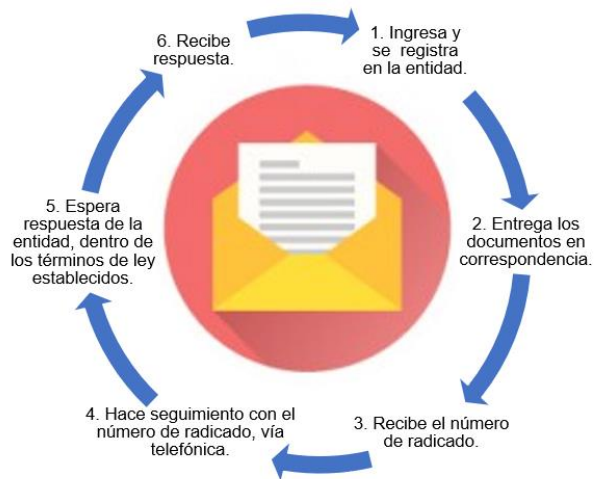 1. Ingresa y
se registra
en la entidad.
2. Entrega los
documentos en
correspondencia.
3. Recibe el número
de radicado.
4. Hace seguimiento con el
número de radicado, vía
telefónica.
5. Espera
respuesta de la
entidad, dentro de
los términos de ley
establecidos.
6. Recibe
respuesta.